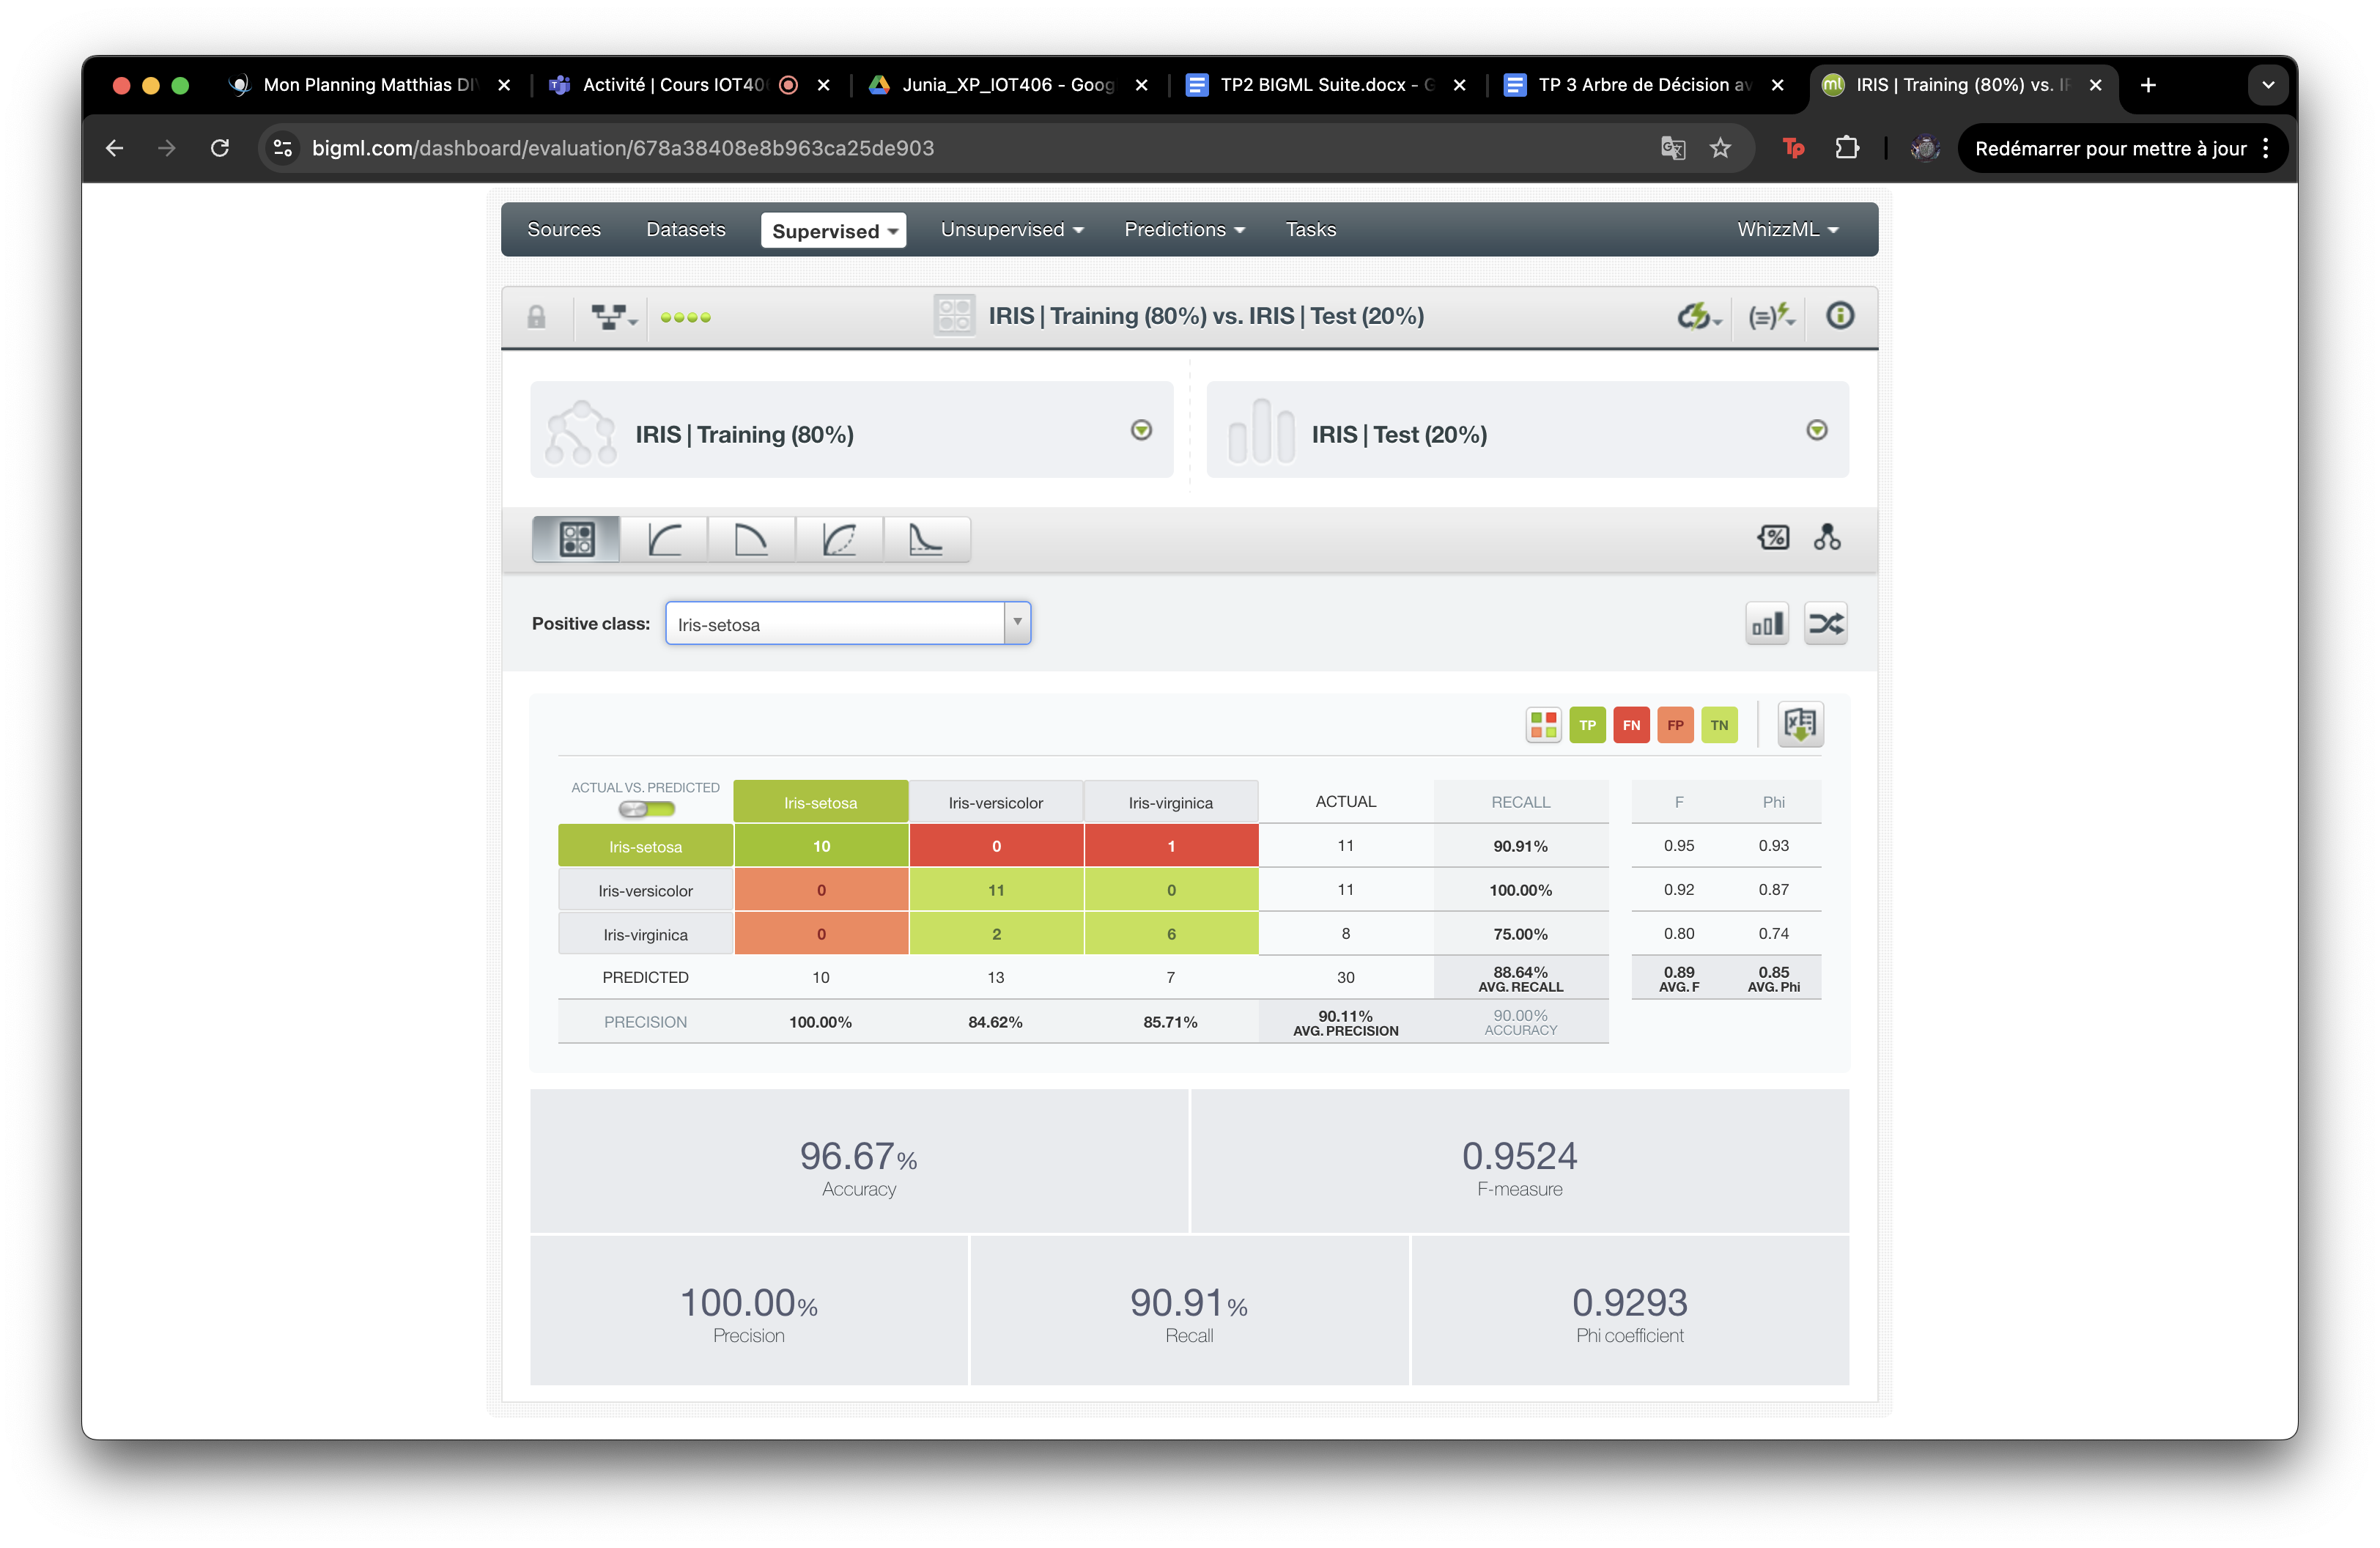 Mon Planning Matthias DI
Activité | Cours IOT40
Junia_XP_IOT406 - Goog
TP2 BIGML Suite.docx - G
TP 3 Arbre de Décision av
ml
IRIS | Training (80%) vs. IR
bigml.com/dashboard/evaluation/678a38408e8b963ca25de903
Tp
Redémarrer pour mettre à jour
Sources
Datasets
Supervised
Unsupervised
Predictions
Tasks
WhizzML
IRIS | Training (80%) vs. IRIS | Test (20%)
IRIS | Training (80%)
IRIS | Test (20%)
Positive class:
Iris-setosa
TP FN FP TN
ACTUAL VS. PREDICTED Iris-setosa Iris-versicolor Iris-virginica ACTUAL RECALL F Phi
Iris-setosa 10 0 1 11 90.91% 0.95 0.93
Iris-versicolor 0 11 0 11 100.00% 0.92 0.87
Iris-virginica 0 2 6 8 75.00% 0.80 0.74
PREDICTED 10 13 7 30 88.64% 0.89 0.85
AVG. RECALL AVG. F AVG. Phi
PRECISION 100.00% 84.62% 85.71% 90.11% 90.00%
AVG. PRECISION ACCURACY
96.67%
Accuracy
0.9524
F-measure
100.00%
Precision
90.91%
Recall
0.9293
Phi coefficient